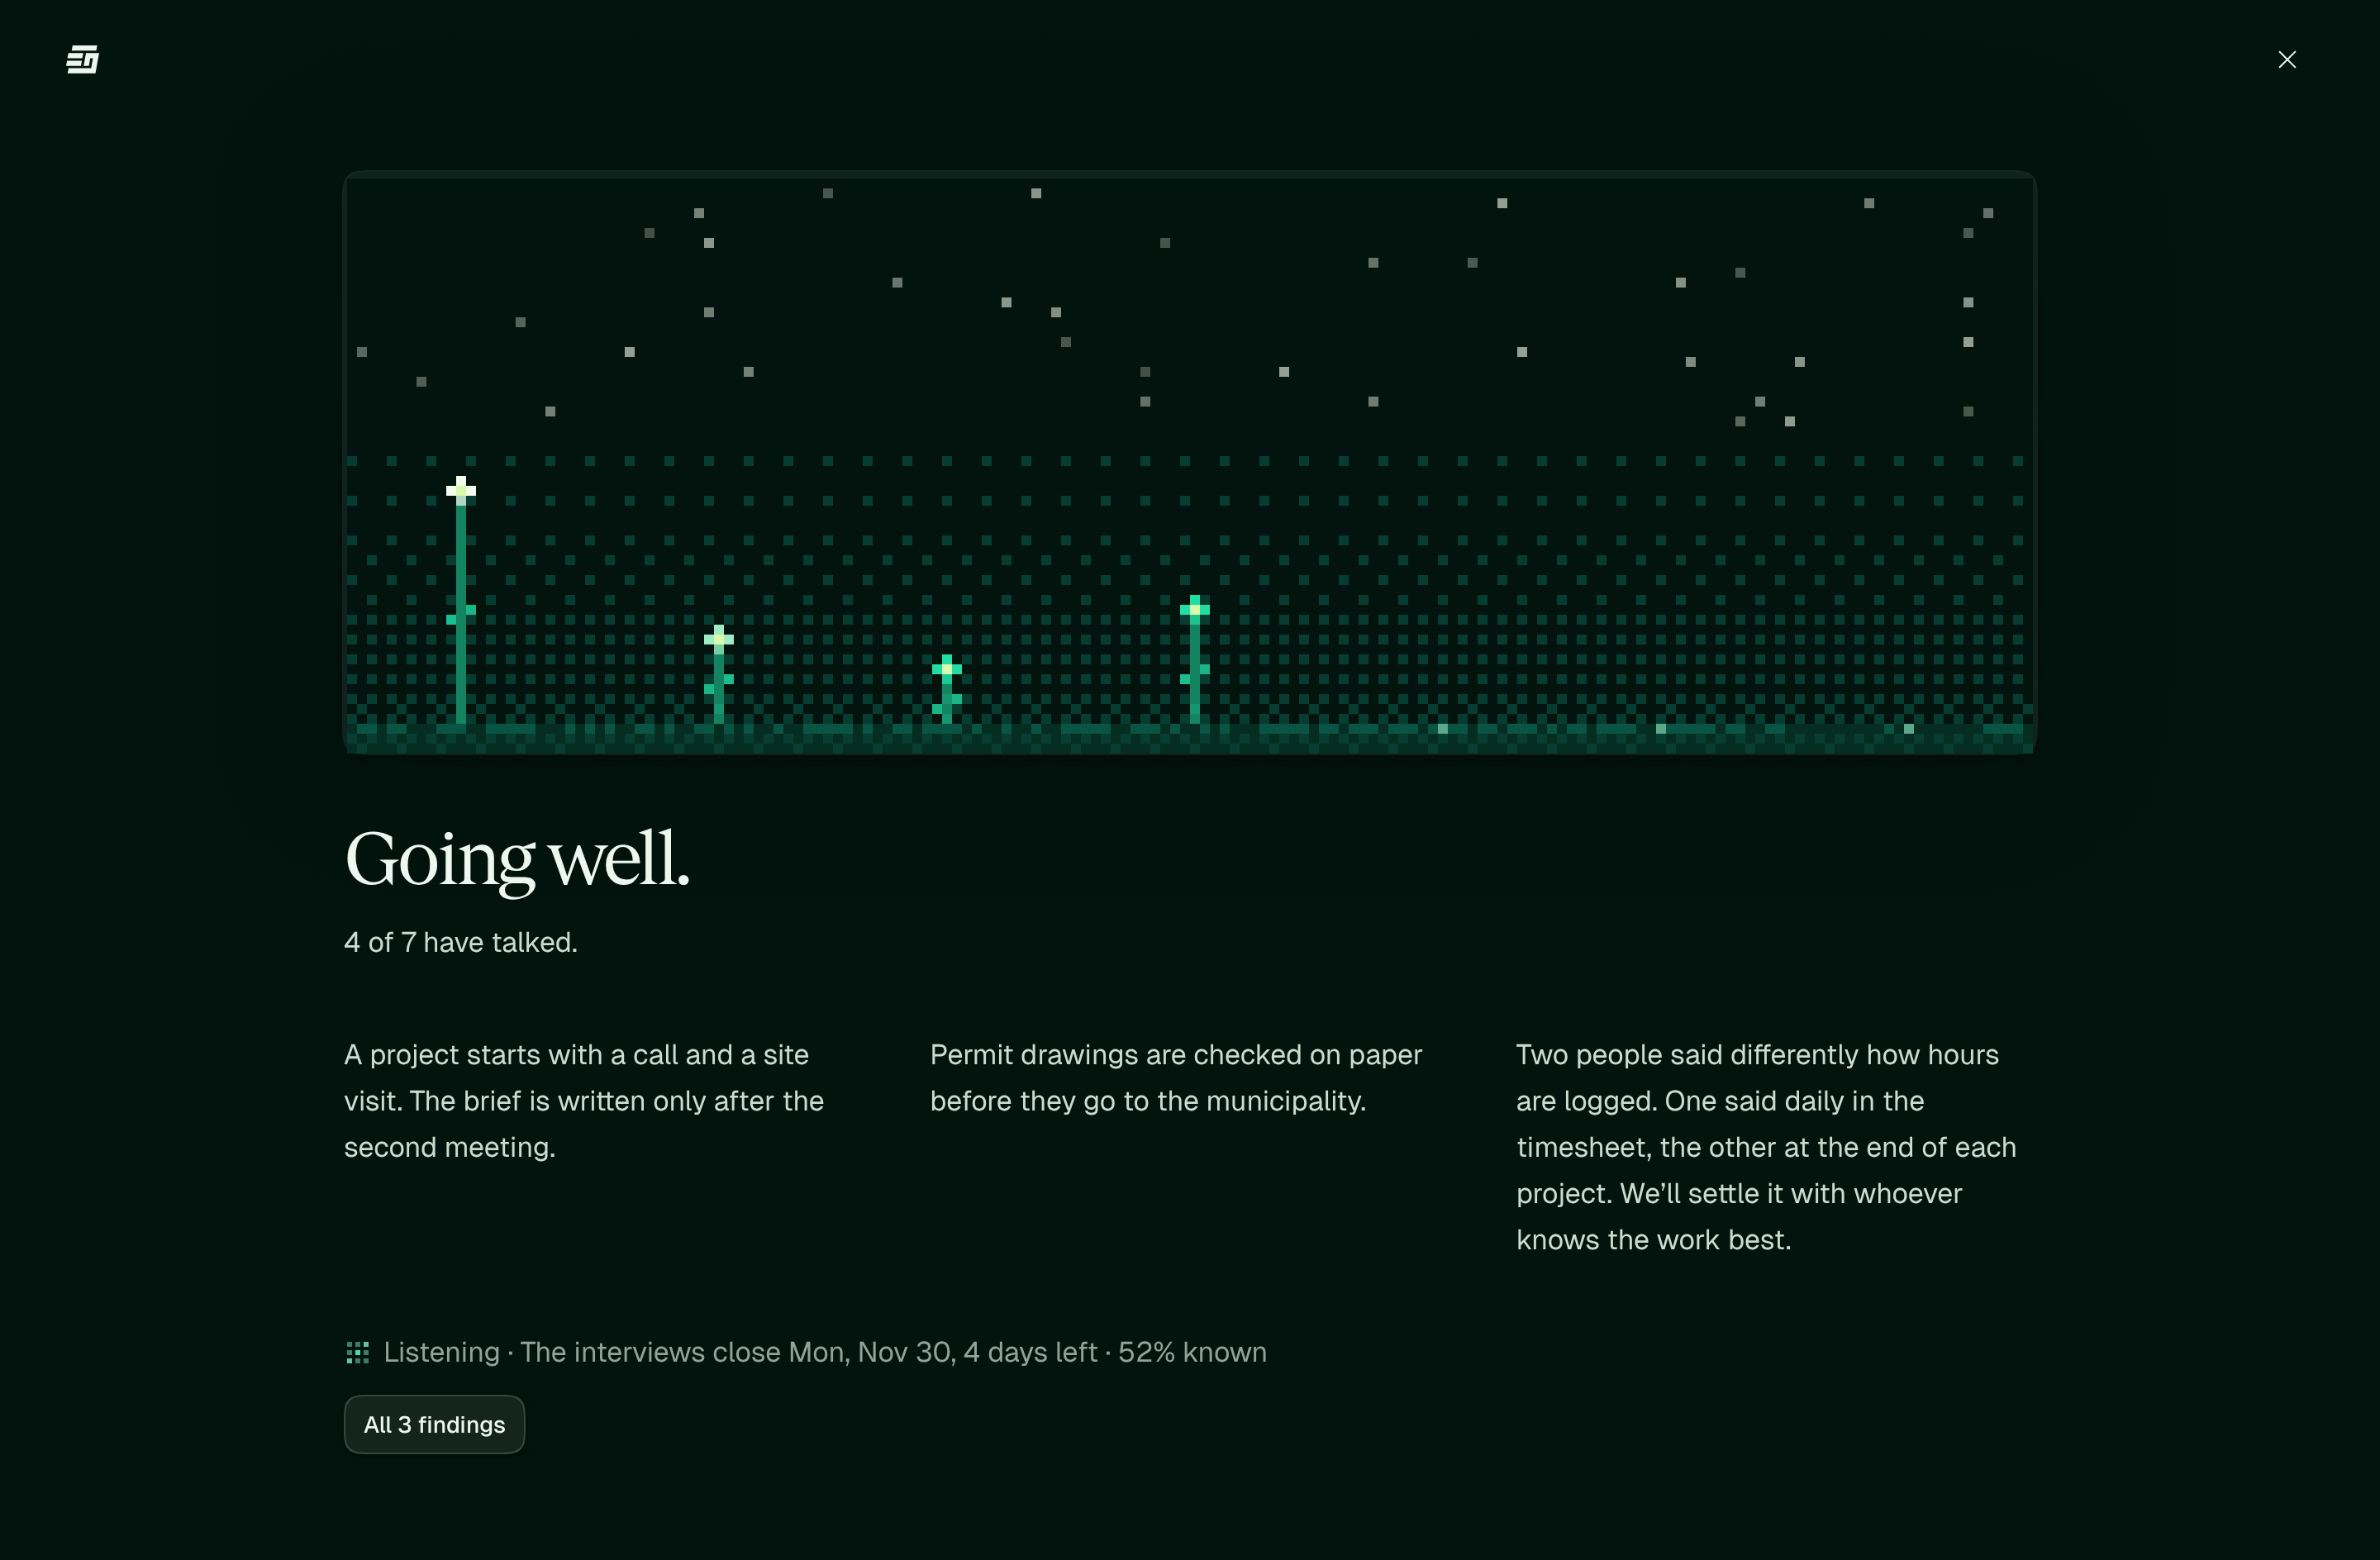 Going well.
4 of 7 have talked.
A project starts with a call and a site
visit. The brief is written only after the
second meeting.
Permit drawings are checked on paper
before they go to the municipality.
Two people said differently how hours
are logged. One said daily in the
timesheet, the other at the end of each
project. We’ll settle it with whoever
knows the work best.
Listening · The interviews close Mon, Nov 30, 4 days left · 52% known
All 3 findings